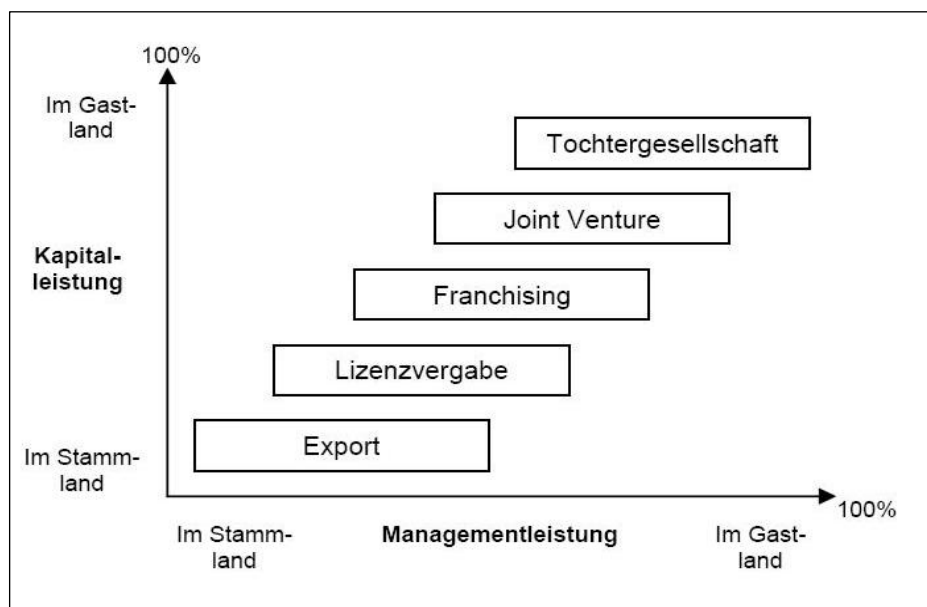 100%
Im Gast-
land
Tochtergesellschaft
Joint Venture
Kapital-
leistung
Franchising
Lizenzvergabe
Export
Im Stamm-
land
100%
Im Stamm-
land
Managementleistung
Im Gast-
land